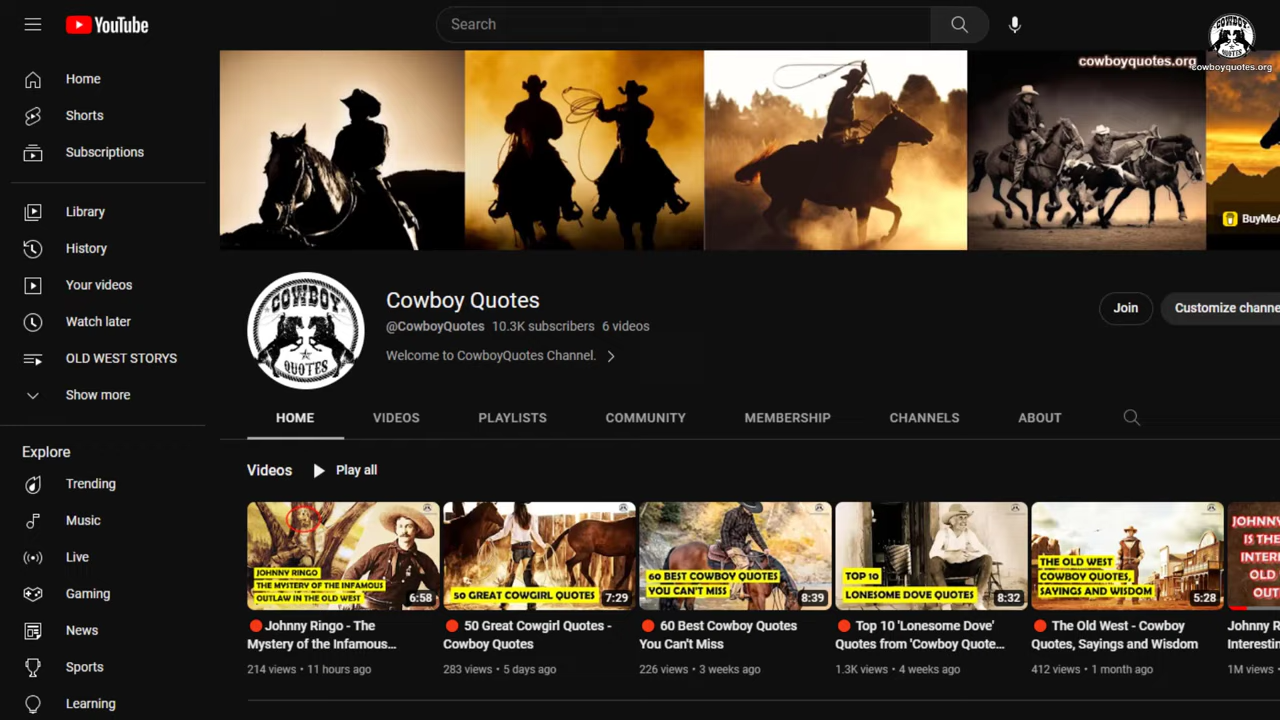 YouTube
Search
COWBOY
QUOTES
cowboyquotes.org
cowboyquotes.org
BuyMeA
Home
Shorts
Subscriptions
Library
History
Your videos
Watch later
OLD WEST STORYS
Show more
Explore
Trending
Music
Live
Gaming
News
Sports
Learning
COWBOY
QUOTES
Cowboy Quotes
@CowboyQuotes 10.3K subscribers 6 videos
Welcome to CowboyQuotes Channel.
Join
Customize channe
HOME VIDEOS PLAYLISTS COMMUNITY MEMBERSHIP CHANNELS ABOUT
Videos Play all
JOHNNY RINGO
THE MYSTERY OF THE INFAMOUS
OUTLAW IN THE OLD WEST
6:58
Johnny Ringo - The
Mystery of the Infamous...
214 views • 11 hours ago
50 GREAT COWGIRL QUOTES
7:29
50 Great Cowgirl Quotes -
Cowboy Quotes
283 views • 5 days ago
60 BEST COWBOY QUOTES
YOU CAN'T MISS
8:39
60 Best Cowboy Quotes
You Can't Miss
226 views • 3 weeks ago
TOP 10
LONESOME DOVE QUOTES
8:32
Top 10 'Lonesome Dove'
Quotes from 'Cowboy Quote...
1.3K views • 4 weeks ago
THE OLD WEST
COWBOY QUOTES,
SAYINGS AND WISDOM
5:28
The Old West - Cowboy
Quotes, Sayings and Wisdom
412 views • 1 month ago
JOHNN
IS THE
INTERE
OLD
OUT
Johnny R
Interestin
1M views •